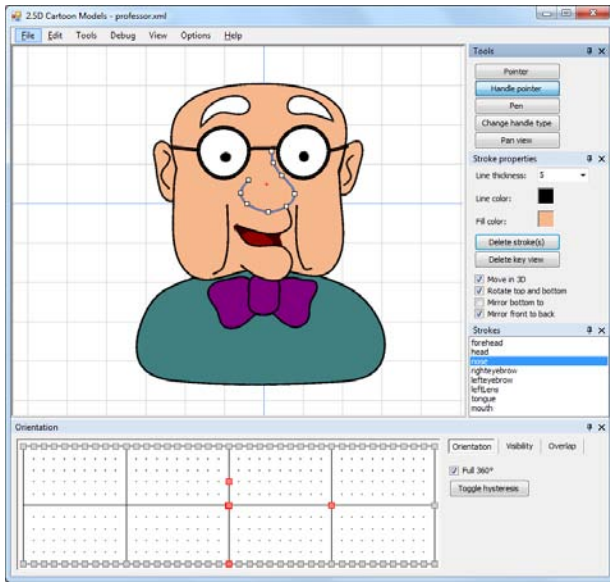 2.5D Cartoon Models - professor.xml
File Edit Tools Debug View Options Help
Tools
Pointer
Handle pointer
Pen
Change handle type
Pan view
Stroke properties
Line thickness: 5
Line color:
Fill color:
Delete stroke(s)
Delete key view
Move in 3D
Rotate top and bottom
Mirror bottom to
Mirror front to back
Strokes
forehead
head
nose
righteyebrow
lefteyebrow
leftLens
tongue
mouth
Orientation
Orientation Visibility Overlap
Full 360°
Toggle hysteresis